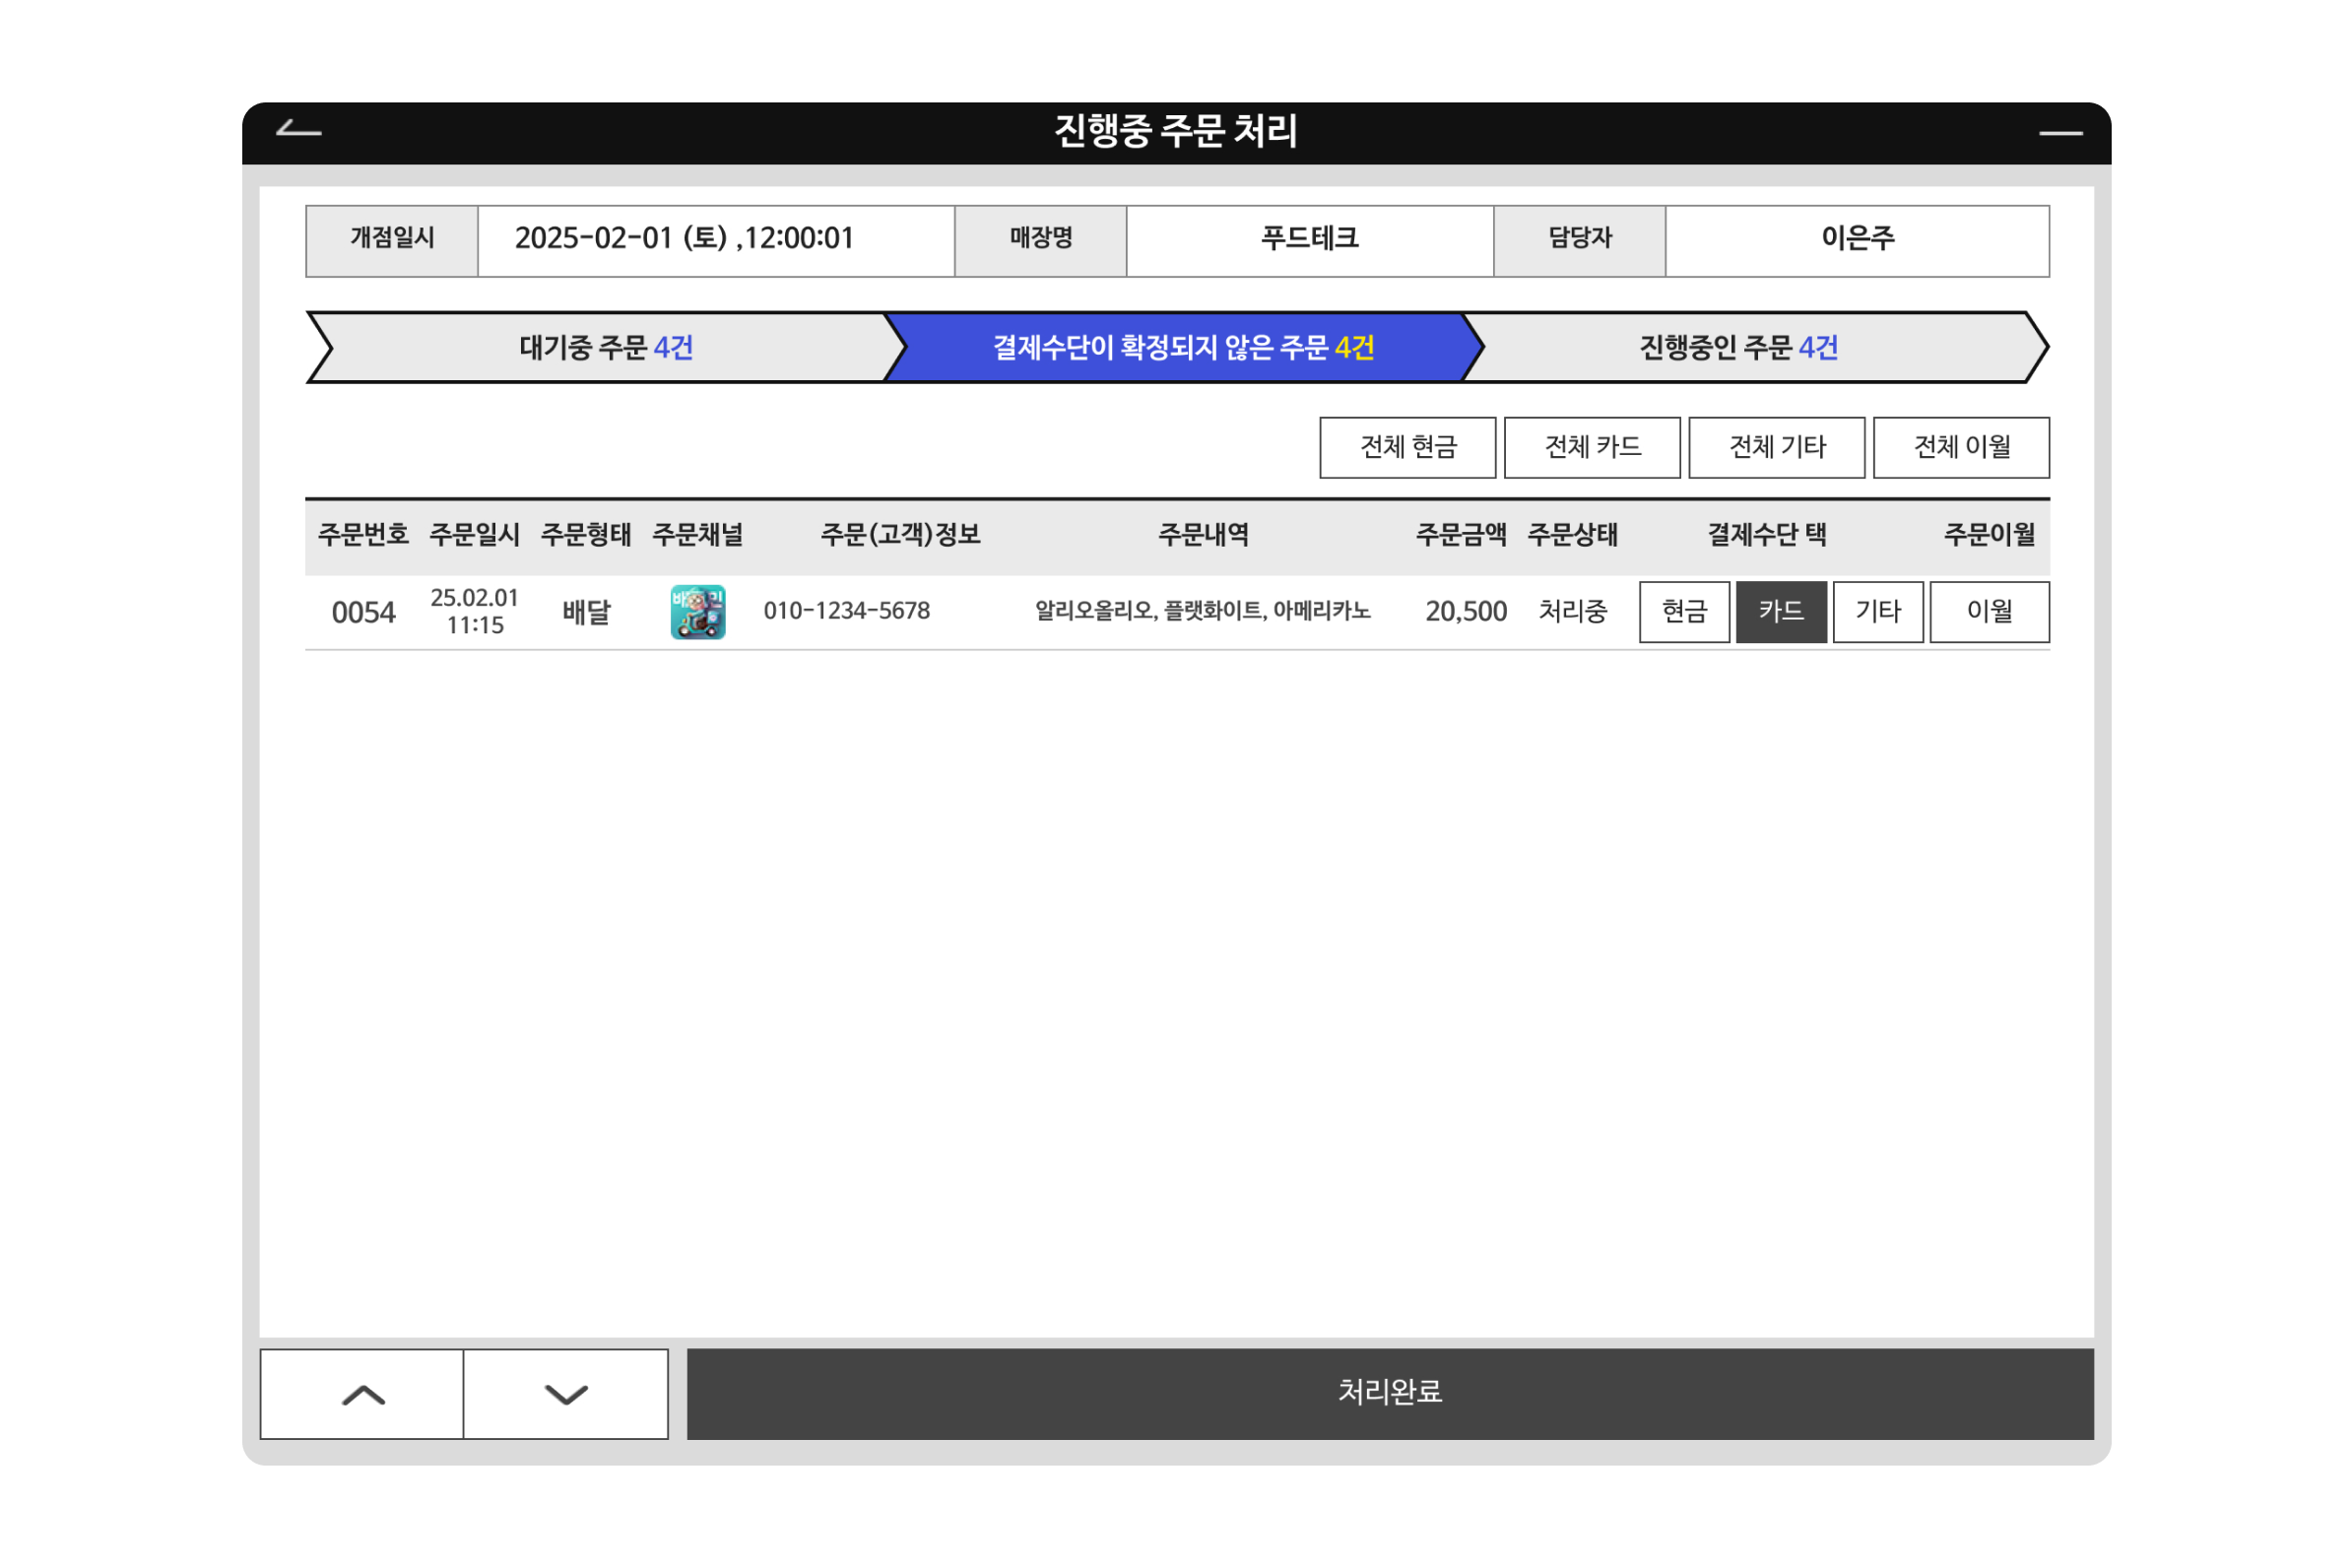 진행중 주문 처리
개점일시 2025-02-01 (토) ,12:00:01 매장명 푸드테크 담당자 이은주
대기중 주문 4건 결제수단이 확정되지 않은 주문 4건 진행중인 주문 4건
전체 현금 전체 카드 전체 기타 전체 이월
주문번호 주문일시 주문형태 주문채널 주문(고객)정보 주문내역 주문금액 주문상태 결제수단 택 주문이월
0054 25.02.01 11:15 배달 010-1234-5678 알리오올리오, 플랫화이트, 아메리카노 20,500 처리중 현금 카드 기타 이월
처리완료